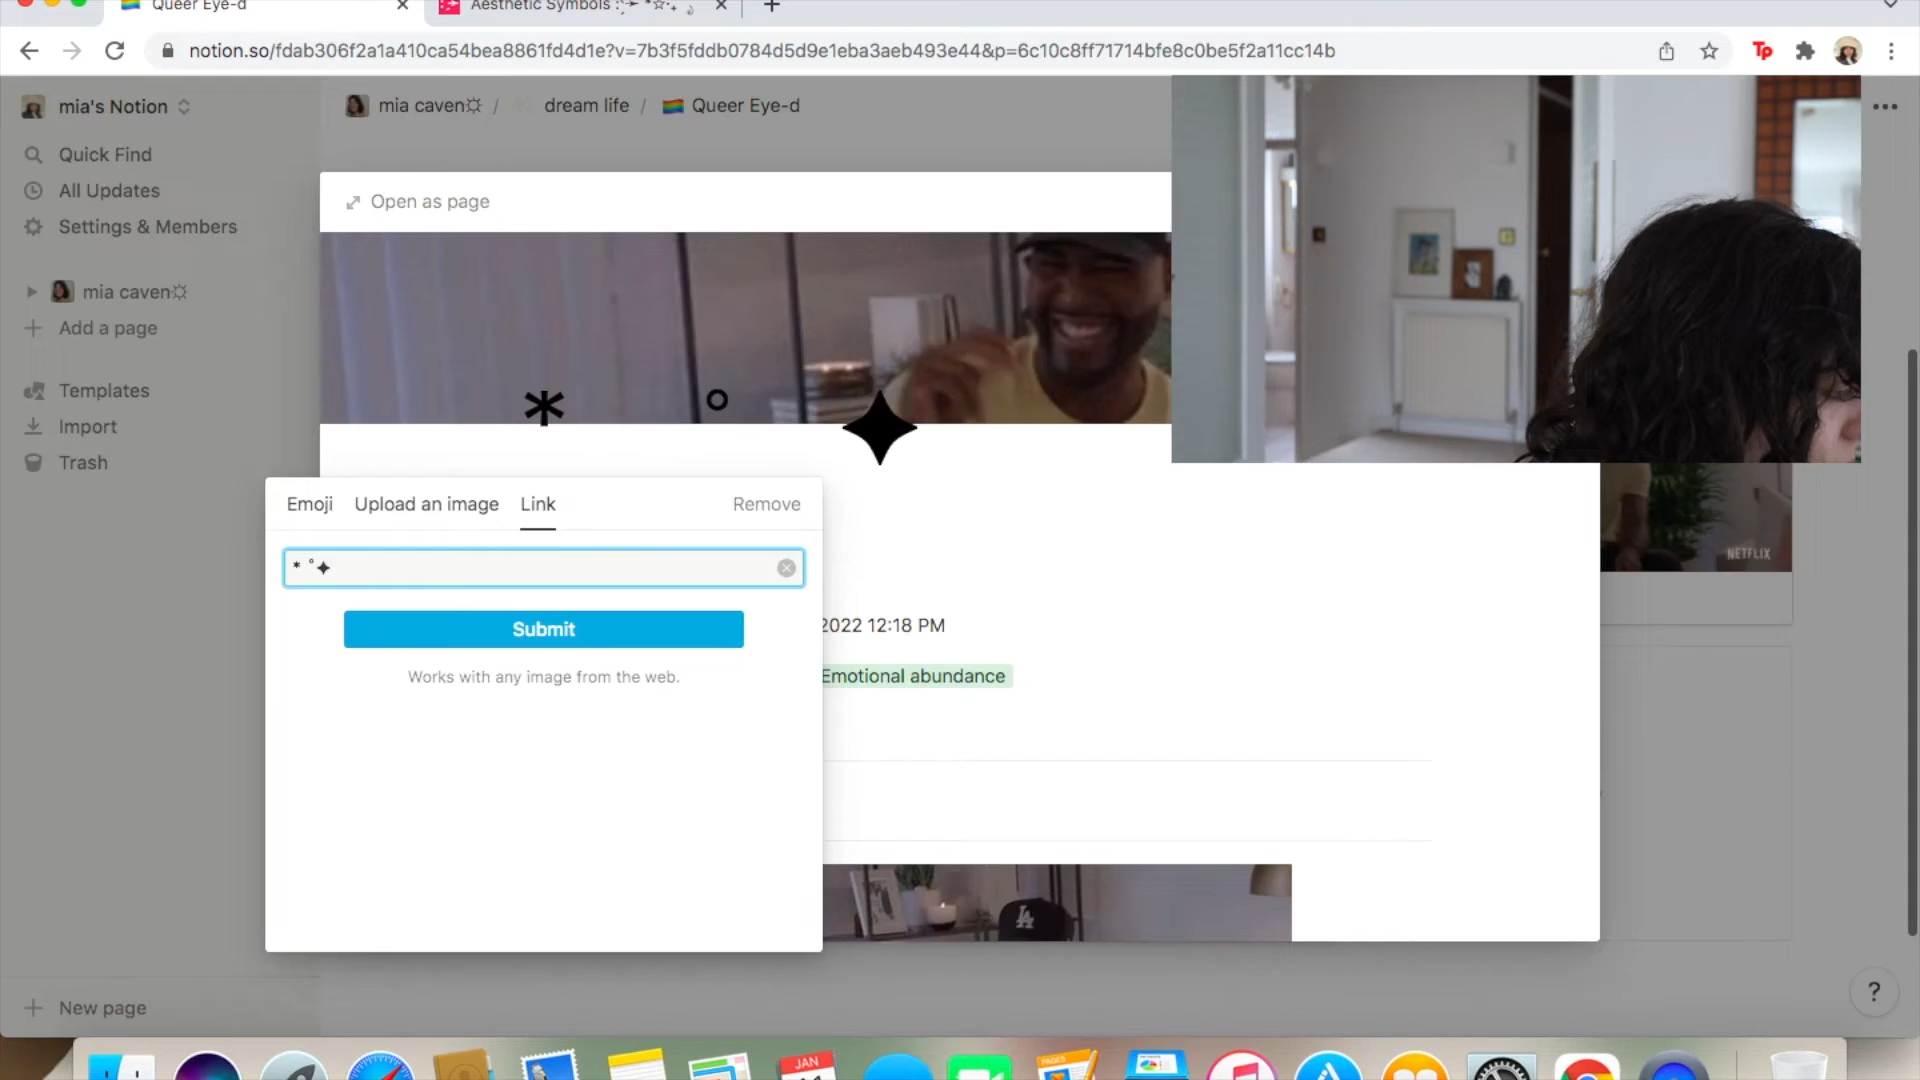 Queer Eye-d
Aesthetic Symbols
notion.so/fdab306f2a1a410ca54bea8861fd4d1e?v=7b3f5fddb0784d5d9e1eba3aeb493e44&p=6c10c8ff71714bfe8c0be5f2a11cc14b
Tp
mia's Notion
mia caven☼ / dream life / 🏳️‍🌈 Queer Eye-d
Quick Find
All Updates
Settings & Members
mia caven☼
Add a page
Templates
Import
Trash
Open as page
* ° ✦
Emoji Upload an image Link Remove
* ˚✦
Submit
Works with any image from the web.
2022 12:18 PM
Emotional abundance
NETFLIX
LA
New page
?
JAN
PAGES